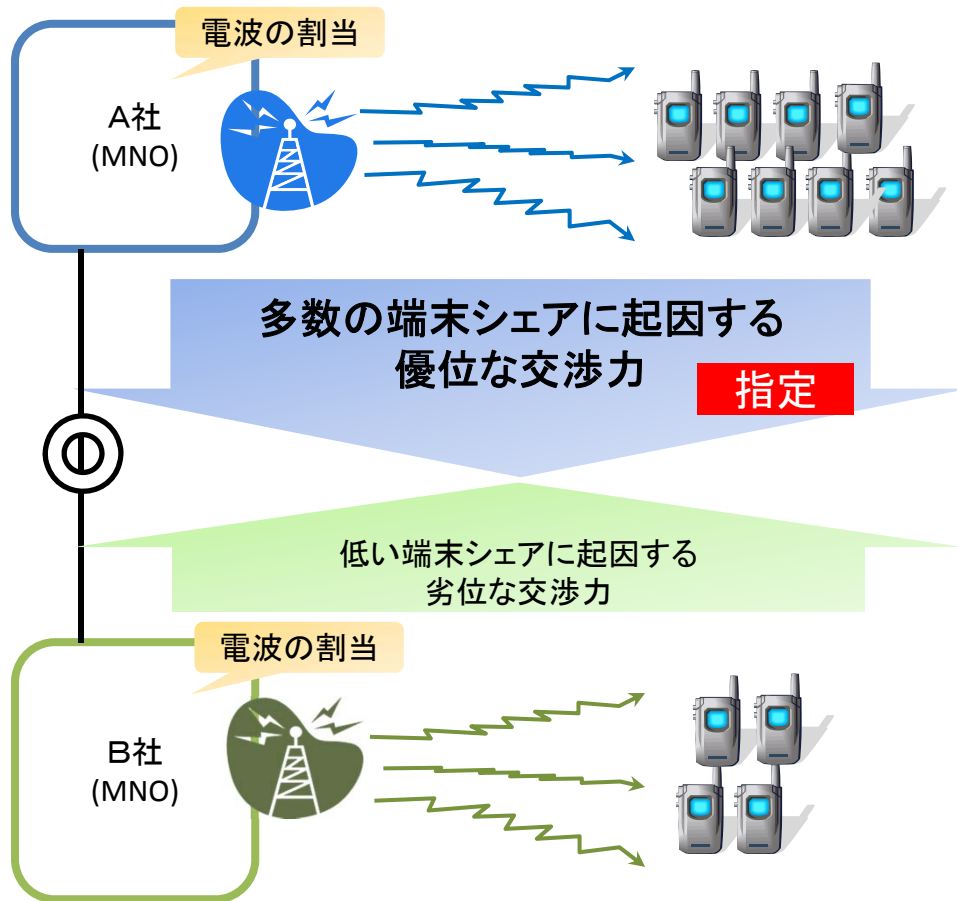 電波の割当
A社
(MNO)
多数の端末シェアに起因する
優位な交渉力
指定
低い端末シェアに起因する
劣位な交渉力
電波の割当
B社
(MNO)